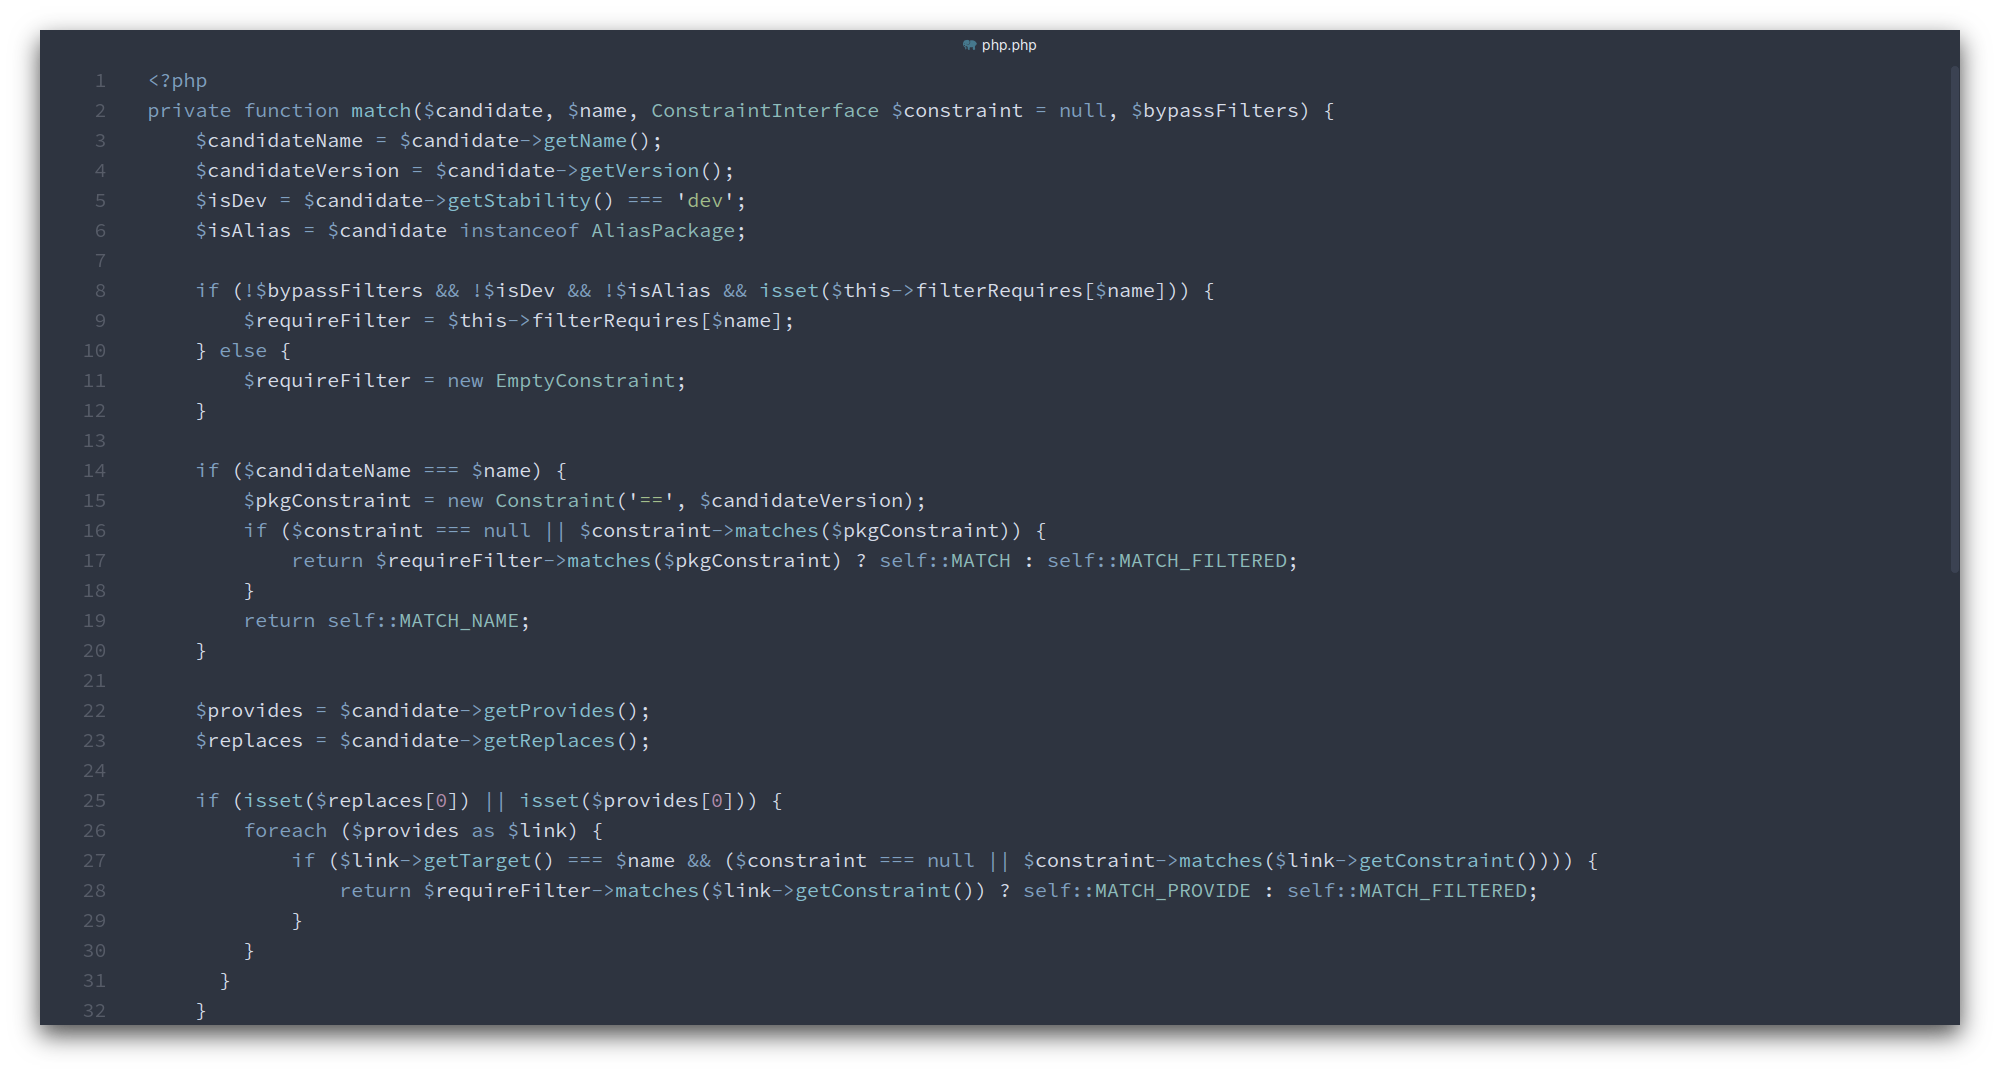 php.php
1 <?php
2 private function match($candidate, $name, ConstraintInterface $constraint = null, $bypassFilters) {
3     $candidateName = $candidate->getName();
4     $candidateVersion = $candidate->getVersion();
5     $isDev = $candidate->getStability() === 'dev';
6     $isAlias = $candidate instanceof AliasPackage;
7
8     if (!$bypassFilters && !$isDev && !$isAlias && isset($this->filterRequires[$name])) {
9         $requireFilter = $this->filterRequires[$name];
10     } else {
11         $requireFilter = new EmptyConstraint;
12     }
13
14     if ($candidateName === $name) {
15         $pkgConstraint = new Constraint('==', $candidateVersion);
16         if ($constraint === null || $constraint->matches($pkgConstraint)) {
17             return $requireFilter->matches($pkgConstraint) ? self::MATCH : self::MATCH_FILTERED;
18         }
19         return self::MATCH_NAME;
20     }
21
22     $provides = $candidate->getProvides();
23     $replaces = $candidate->getReplaces();
24
25     if (isset($replaces[0]) || isset($provides[0])) {
26         foreach ($provides as $link) {
27             if ($link->getTarget() === $name && ($constraint === null || $constraint->matches($link->getConstraint()))) {
28                 return $requireFilter->matches($link->getConstraint()) ? self::MATCH_PROVIDE : self::MATCH_FILTERED;
29             }
30         }
31       }
32     }